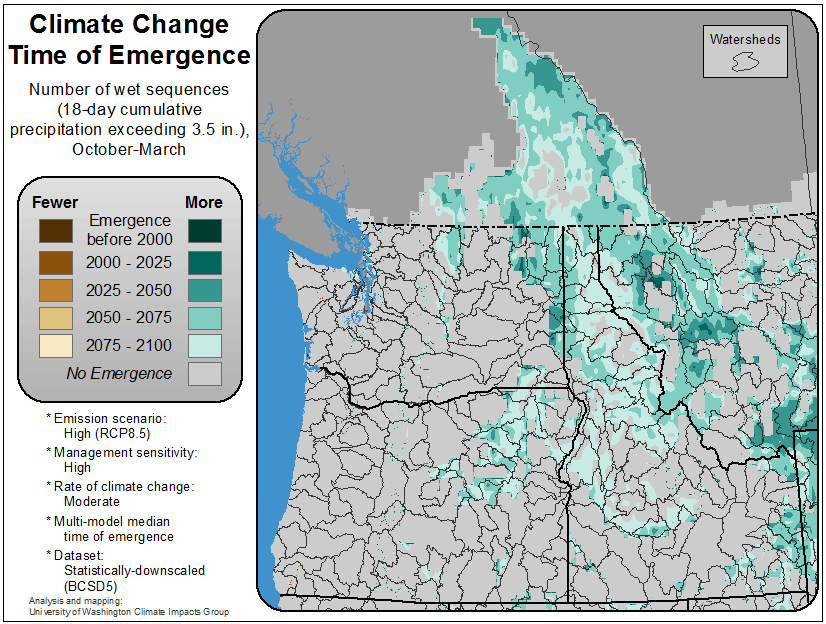 Climate Change
Time of Emergence
Number of wet sequences
(18-day cumulative
precipitation exceeding 3.5 in.),
October-March
Fewer More
Emergence
before 2000
2000 - 2025
2025 - 2050
2050 - 2075
2075 - 2100
No Emergence
* Emission scenario:
High (RCP8.5)
* Management sensitivity:
High
* Rate of climate change:
Moderate
* Multi-model median
time of emergence
* Dataset:
Statistically-downscaled
(BCSD5)
Analysis and mapping:
University of Washington Climate Impacts Group
Watersheds